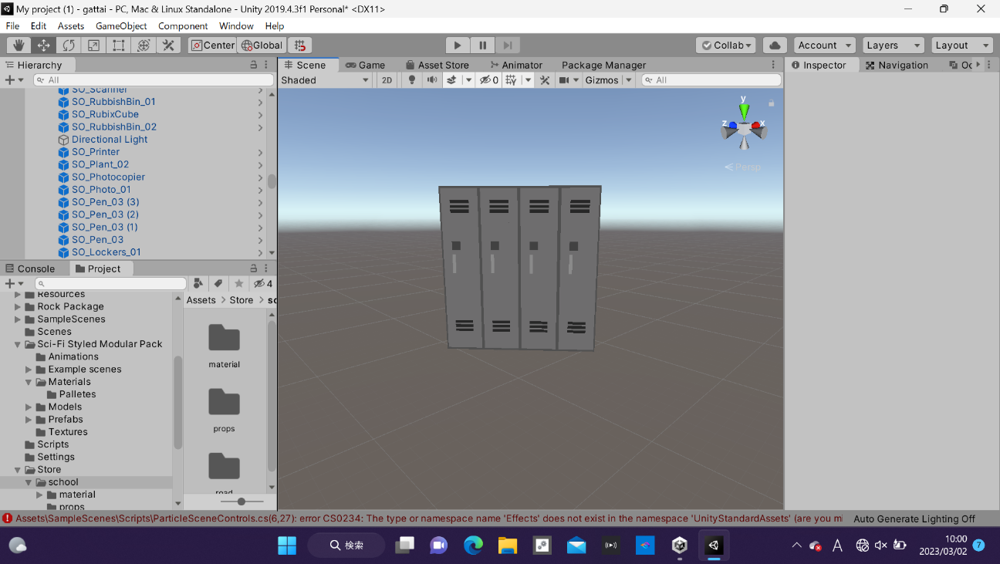 My project (1) - gattai - PC, Mac & Linux Standalone - Unity 2019.4.3f1 Personal* <DX11>
File Edit Assets GameObject Component Window Help
Center Global Collab Account Layers Layout
Hierarchy
All
SO_Scanner
SO_RubbishBin_01
SO_RubixCube
SO_RubbishBin_02
Directional Light
SO_Printer
SO_Plant_02
SO_Photocopier
SO_Photo_01
SO_Pen_03 (3)
SO_Pen_03 (2)
SO_Pen_03 (1)
SO_Pen_03
SO_Lockers_01
Scene Game Asset Store Animator Package Manager
Shaded 2D 0 Gizmos All
y
z x
Persp
Inspector Navigation Oc
Console Project
4
Resources
Rock Package
SampleScenes
Scenes
Sci-Fi Styled Modular Pack
Animations
Example scenes
Materials
Palletes
Models
Prefabs
Textures
Scripts
Settings
Store
school
material
props
Assets > Store > sc
material
props
road
Assets\SampleScenes\Scripts\ParticleSceneControls.cs(6,27): error CS0234: The type or namespace name 'Effects' does not exist in the namespace 'UnityStandardAssets' (are you mi
Auto Generate Lighting Off
検索
A
10:00
2023/03/02
7